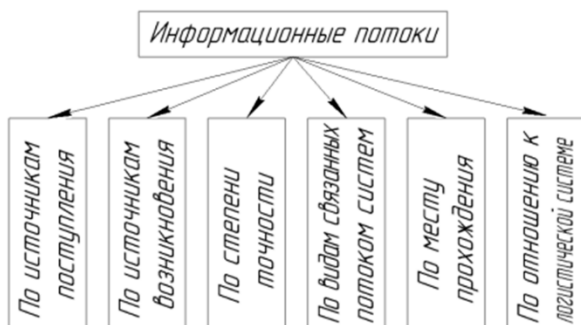 Информационные потоки
По источникам
поступления
По источникам
возникновения
По степени
точности
По видам связанных
потоком систем
По месту
прохождения
По отношению к
логистической системе